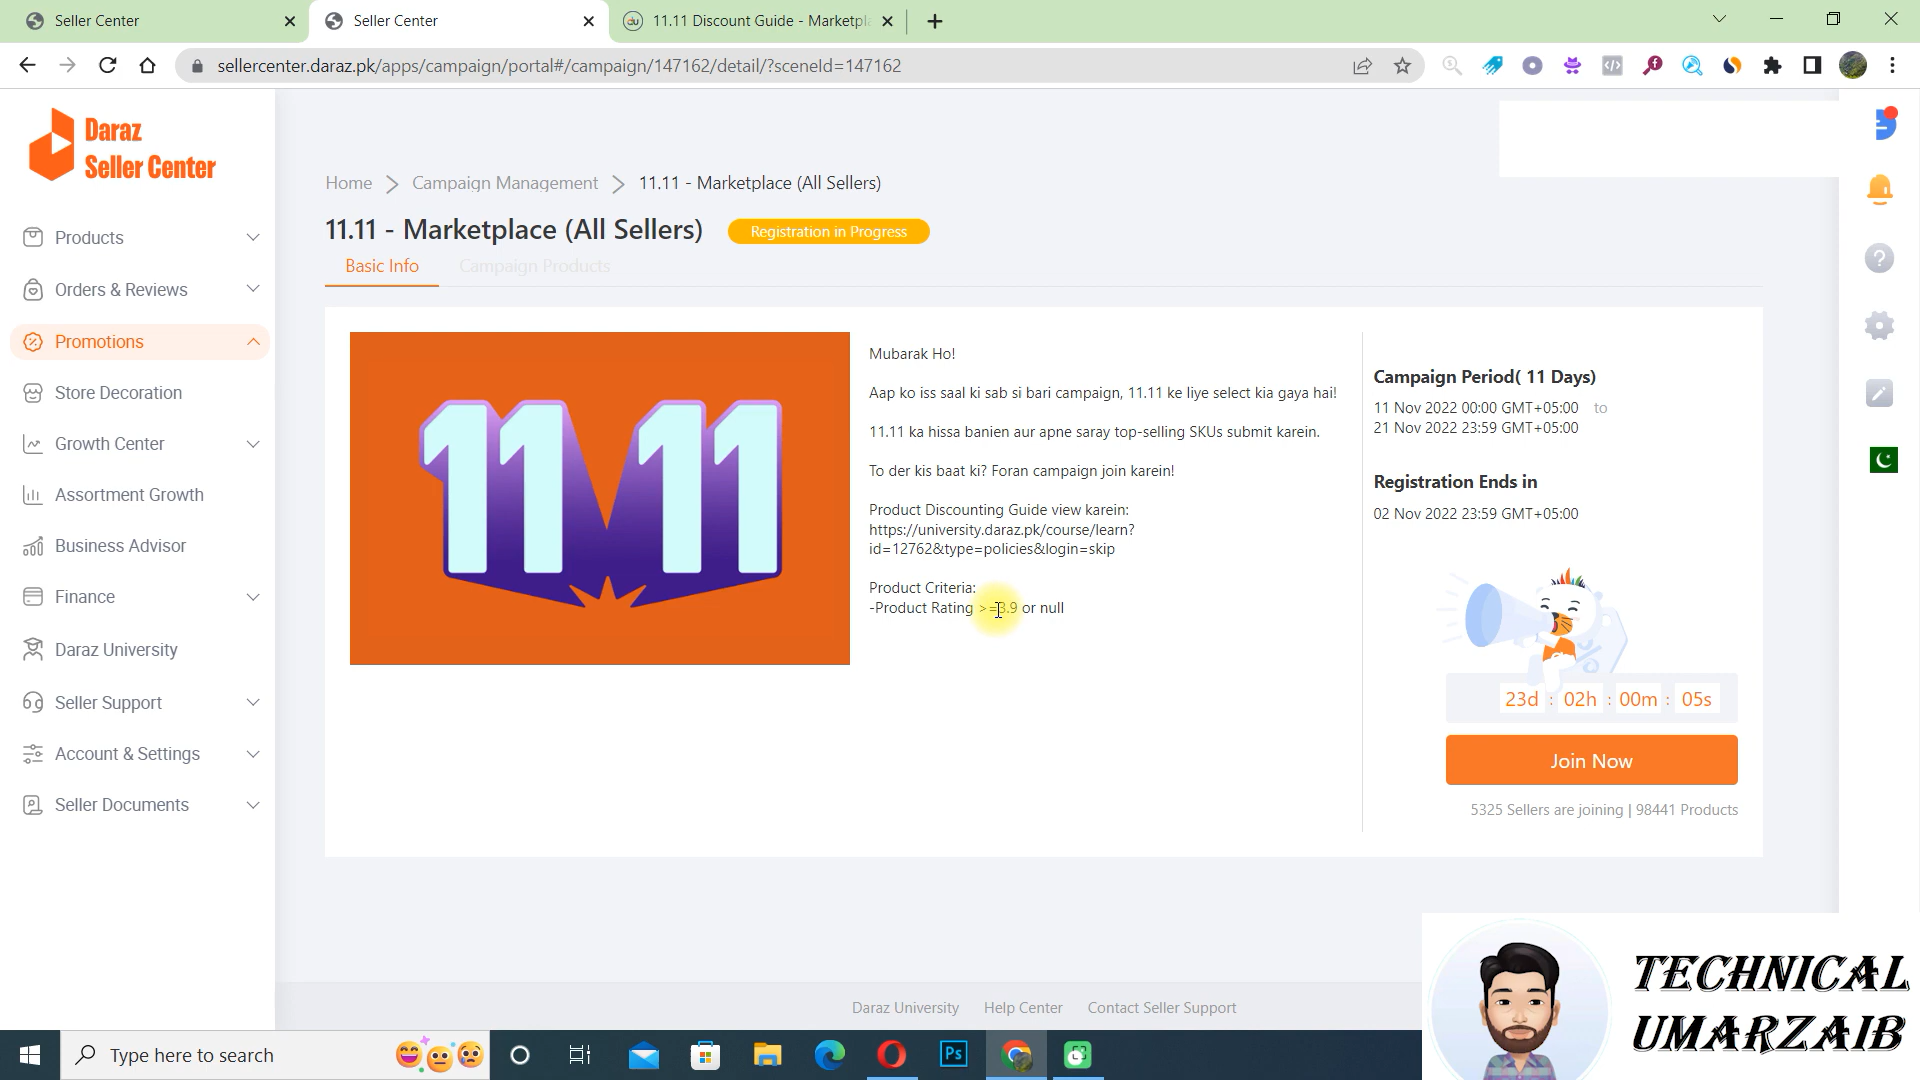 Seller Center
Seller Center
11.11 Discount Guide - Marketpla
sellercenter.daraz.pk/apps/campaign/portal#/campaign/147162/detail/?sceneId=147162
Daraz
Seller Center
Products
Orders & Reviews
Promotions
Store Decoration
Growth Center
Assortment Growth
Business Advisor
Finance
Daraz University
Seller Support
Account & Settings
Seller Documents
Home > Campaign Management > 11.11 - Marketplace (All Sellers)
11.11 - Marketplace (All Sellers)
Registration in Progress
Basic Info
Campaign Products
11 11
Mubarak Ho!
Aap ko iss saal ki sab si bari campaign, 11.11 ke liye select kia gaya hai!
11.11 ka hissa banien aur apne saray top-selling SKUs submit karein.
To der kis baat ki? Foran campaign join karein!
Product Discounting Guide view karein:
https://university.daraz.pk/course/learn?
id=12762&type=policies&login=skip
Product Criteria:
-Product Rating >=3.9 or null
Campaign Period( 11 Days)
11 Nov 2022 00:00 GMT+05:00 to
21 Nov 2022 23:59 GMT+05:00
Registration Ends in
02 Nov 2022 23:59 GMT+05:00
23d : 02h : 00m : 05s
Join Now
5325 Sellers are joining | 98441 Products
Daraz University
Help Center
Contact Seller Support
TECHNICAL
UMARZAIB
Type here to search
Ps